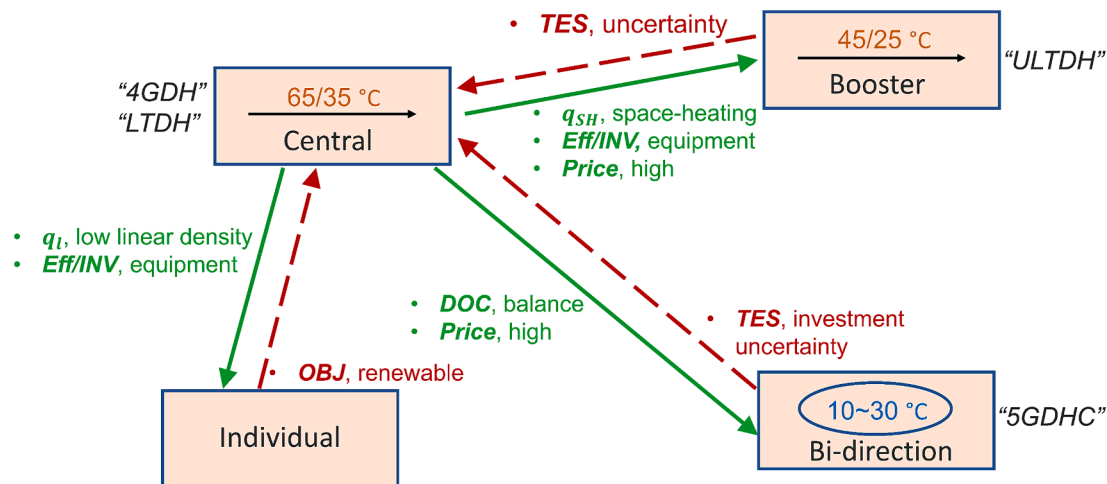 • TES, uncertainty
45/25 °C
Booster
“ULTDH”
“4GDH”
“LTDH”
65/35 °C
Central
• q_SH, space-heating
• Eff/INV, equipment
• Price, high
• q_l, low linear density
• Eff/INV, equipment
• DOC, balance
• Price, high
• TES, investment
uncertainty
• OBJ, renewable
Individual
10~30 °C
Bi-direction
“5GDHC”